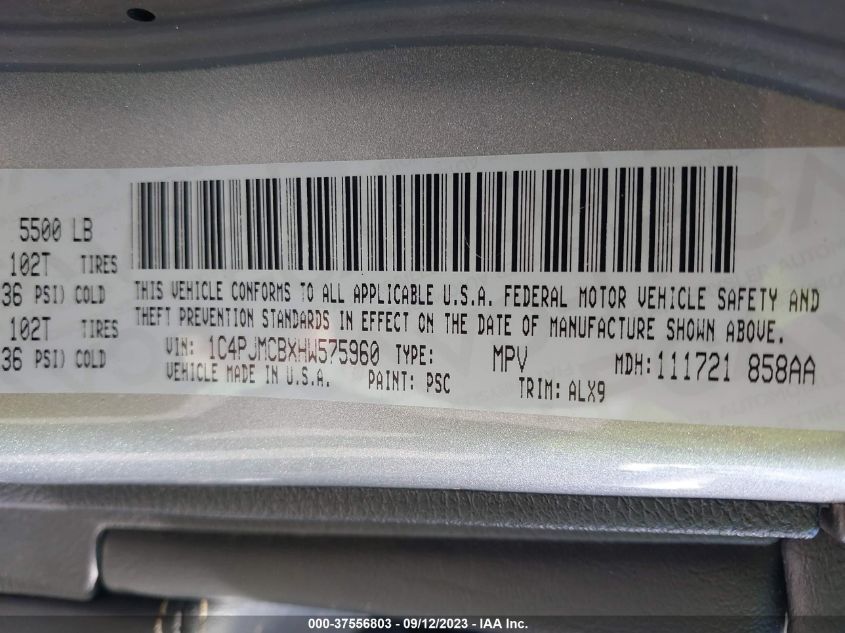 5500 LB
102T TIRES
36 PSI) COLD
102T TIRES
36 PSI) COLD
THIS VEHICLE CONFORMS TO ALL APPLICABLE U.S.A. FEDERAL MOTOR VEHICLE SAFETY AND
THEFT PREVENTION STANDARDS IN EFFECT ON THE DATE OF MANUFACTURE SHOWN ABOVE.
VIN: 1C4PJMCBXHW575960 TYPE: MPV MDH:111721 858AA
VEHICLE MADE IN U.S.A. PAINT: PSC TRIM: ALX9
000-37556803 - 09/12/2023 - IAA Inc.